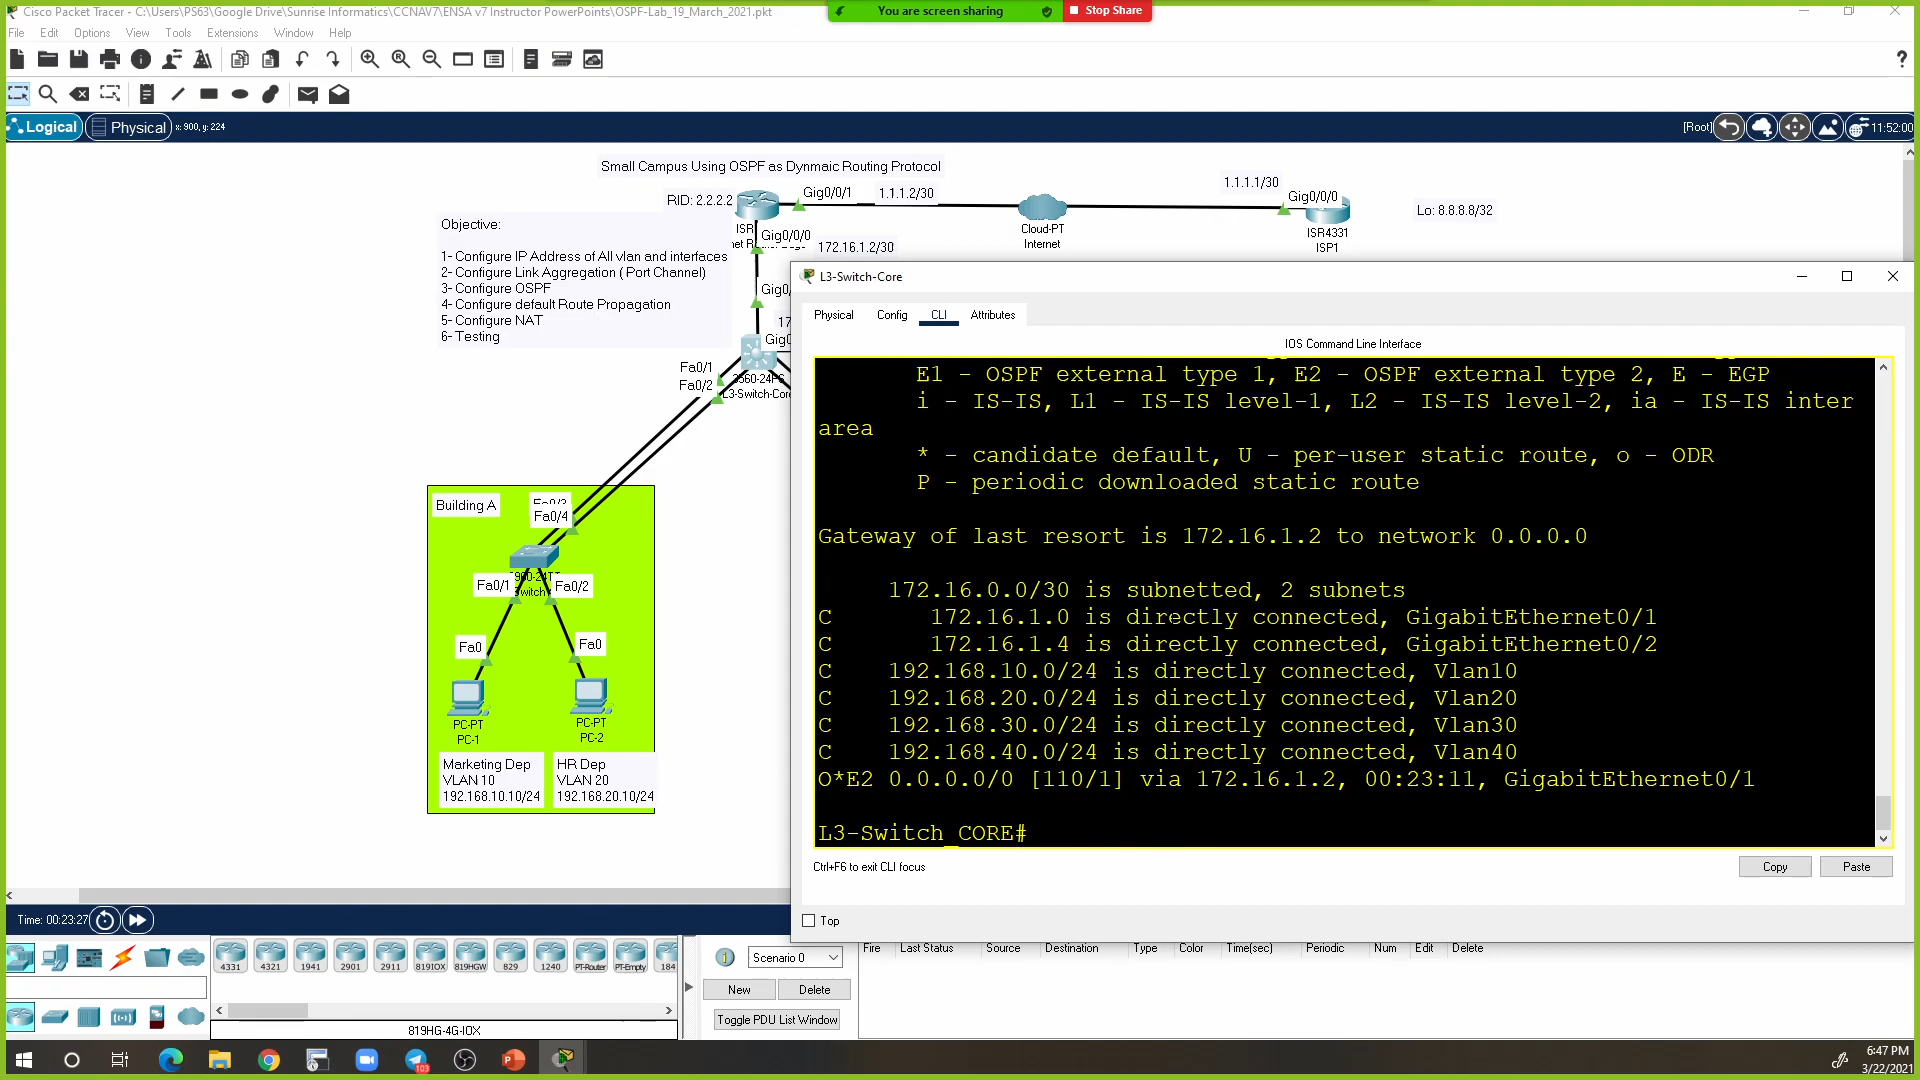 Cisco Packet Tracer - C:\Users\PS63\Google Drive\Sunrise Informatics\CCNAV7\ENSA v7 Instructor PowerPoints\OSPF-Lab_19_March_2021.pkt
You are screen sharing
Stop Share
File Edit Options View Tools Extensions Window Help
Logical
Physical
x: 900, y: 224
[Root]
11:52:00
Small Campus Using OSPF as Dynmaic Routing Protocol
RID: 2.2.2.2
Gig0/0/1
1.1.1.2/30
1.1.1.1/30
Gig0/0/0
Lo: 8.8.8.8/32
Cloud-PT
Internet
ISR4331
ISP1
ISR
Gig0/0/0
172.16.1.2/30
Objective:
1- Configure IP Address of All vlan and interfaces
2- Configure Link Aggregation ( Port Channel)
3- Configure OSPF
4- Configure default Route Propagation
5- Configure NAT
6- Testing
Gig0/
17
Gig0
Fa0/1
Fa0/2
3560-24PS
L3-Switch-Core
Building A
Fa0/3
Fa0/4
Fa0/1
Fa0/2
Fa0
Fa0
PC-PT
PC-1
PC-PT
PC-2
Marketing Dep
VLAN 10
192.168.10.10/24
HR Dep
VLAN 20
192.168.20.10/24
L3-Switch-Core
Physical Config CLI Attributes
IOS Command Line Interface
E1 - OSPF external type 1, E2 - OSPF external type 2, E - EGP
i - IS-IS, L1 - IS-IS level-1, L2 - IS-IS level-2, ia - IS-IS inter
area
* - candidate default, U - per-user static route, o - ODR
P - periodic downloaded static route
Gateway of last resort is 172.16.1.2 to network 0.0.0.0
172.16.0.0/30 is subnetted, 2 subnets
C 172.16.1.0 is directly connected, GigabitEthernet0/1
C 172.16.1.4 is directly connected, GigabitEthernet0/2
C 192.168.10.0/24 is directly connected, Vlan10
C 192.168.20.0/24 is directly connected, Vlan20
C 192.168.30.0/24 is directly connected, Vlan30
C 192.168.40.0/24 is directly connected, Vlan40
O*E2 0.0.0.0/0 [110/1] via 172.16.1.2, 00:23:11, GigabitEthernet0/1
L3-Switch_CORE#
Ctrl+F6 to exit CLI focus
Copy
Paste
Top
Time: 00:23:27
4331 4321 1941 2901 2911 819IOX 819HGW 829 1240 PT-Router PT-Empty 184
819HG-4G-IOX
Scenario 0
New
Delete
Toggle PDU List Window
Fire Last Status Source Destination Type Color Time(sec) Periodic Num Edit Delete
103
6:47 PM
3/22/2021